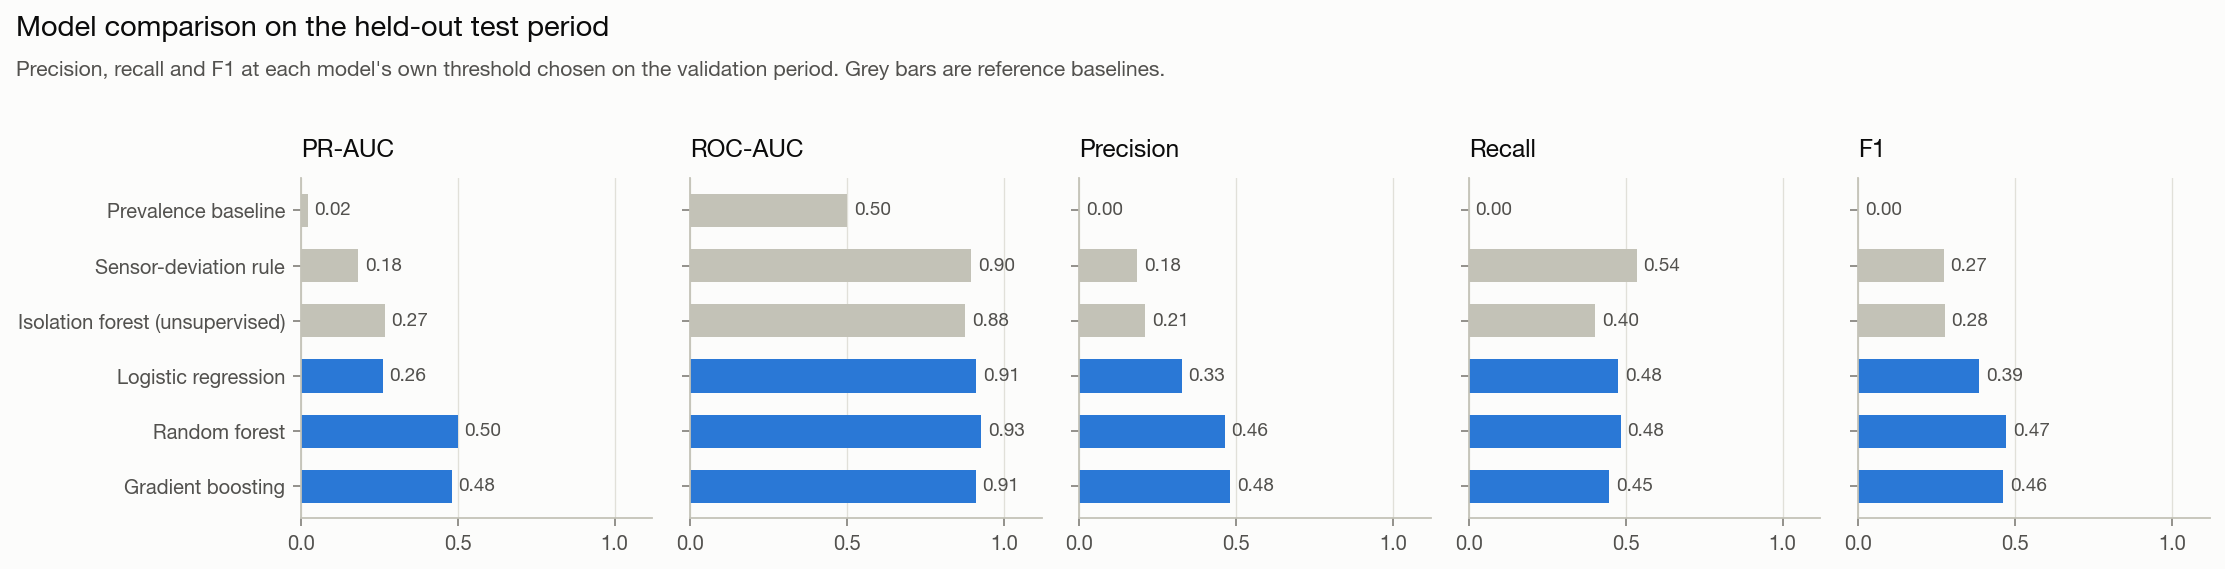 Model comparison on the held-out test period
Precision, recall and F1 at each model's own threshold chosen on the validation period. Grey bars are reference baselines.
PR-AUC ROC-AUC Precision Recall F1
Prevalence baseline 0.02 0.50 0.00 0.00 0.00
Sensor-deviation rule 0.18 0.90 0.18 0.54 0.27
Isolation forest (unsupervised) 0.27 0.88 0.21 0.40 0.28
Logistic regression 0.26 0.91 0.33 0.48 0.39
Random forest 0.50 0.93 0.46 0.48 0.47
Gradient boosting 0.48 0.91 0.48 0.45 0.46
0.0 0.5 1.0 0.0 0.5 1.0 0.0 0.5 1.0 0.0 0.5 1.0 0.0 0.5 1.0